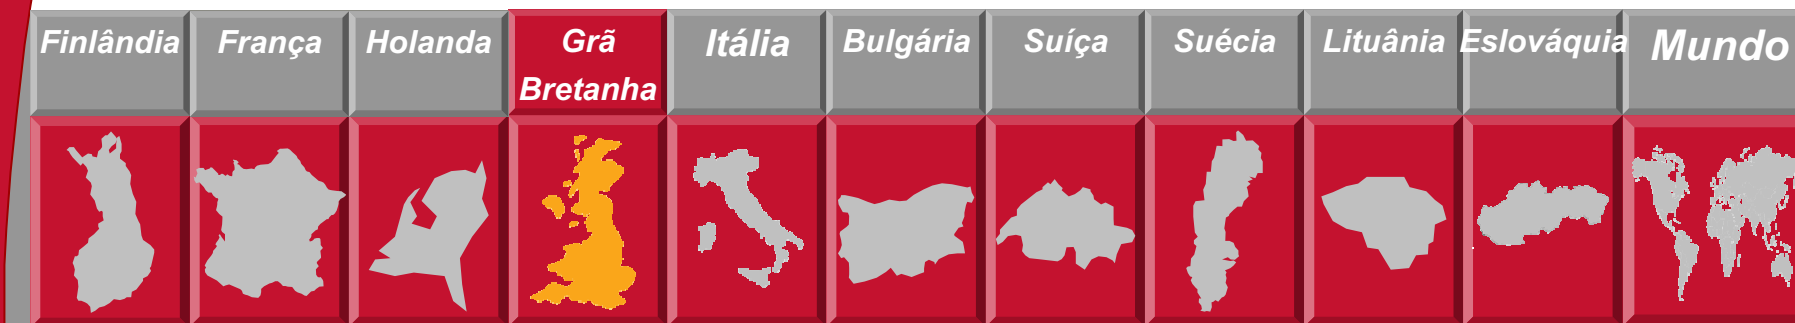 Finlândia
França
Holanda
Grã
Bretanha
Itália
Bulgária
Suíça
Suécia
Lituânia
Eslováquia
Mundo